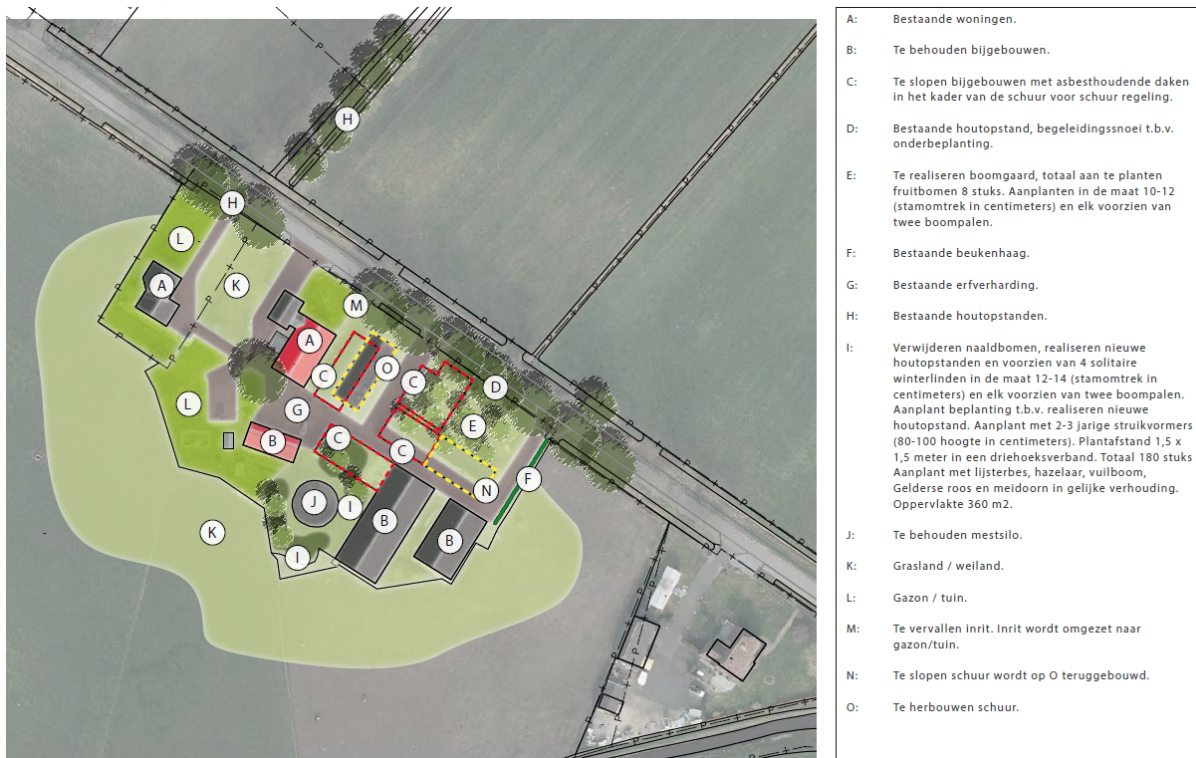 H
H
L
A
K
M
A
C
O
C
D
E
L
G
B
C
C
N
F
J
I
B
B
K
I
A: Bestaande woningen.
B: Te behouden bijgebouwen.
C: Te slopen bijgebouwen met asbesthoudende daken
in het kader van de schuur voor schuur regeling.
D: Bestaande houtopstand, begeleidingssnoei t.b.v.
onderbeplanting.
E: Te realiseren boomgaard, totaal aan te planten
fruitbomen 8 stuks. Aanplanten in de maat 10-12
(stamomtrek in centimeters) en elk voorzien van
twee boompalen.
F: Bestaande beukenhaag.
G: Bestaande erfverharding.
H: Bestaande houtopstanden.
I: Verwijderen naaldbomen, realiseren nieuwe
houtopstanden en voorzien van 4 solitaire
winterlinden in de maat 12-14 (stamomtrek in
centimeters) en elk voorzien van twee boompalen.
Aanplant beplanting t.b.v. realiseren nieuwe
houtopstand. Aanplant met 2-3 jarige struikvormers
(80-100 hoogte in centimeters). Plantafstand 1,5 x
1,5 meter in een driehoeksverband. Totaal 180 stuks
Aanplant met lijsterbes, hazelaar, vuilboom,
Gelderse roos en meidoorn in gelijke verhouding.
Oppervlakte 360 m2.
J: Te behouden mestsilo.
K: Grasland / weiland.
L: Gazon / tuin.
M: Te vervallen inrit. Inrit wordt omgezet naar
gazon/tuin.
N: Te slopen schuur wordt op O teruggebouwd.
O: Te herbouwen schuur.